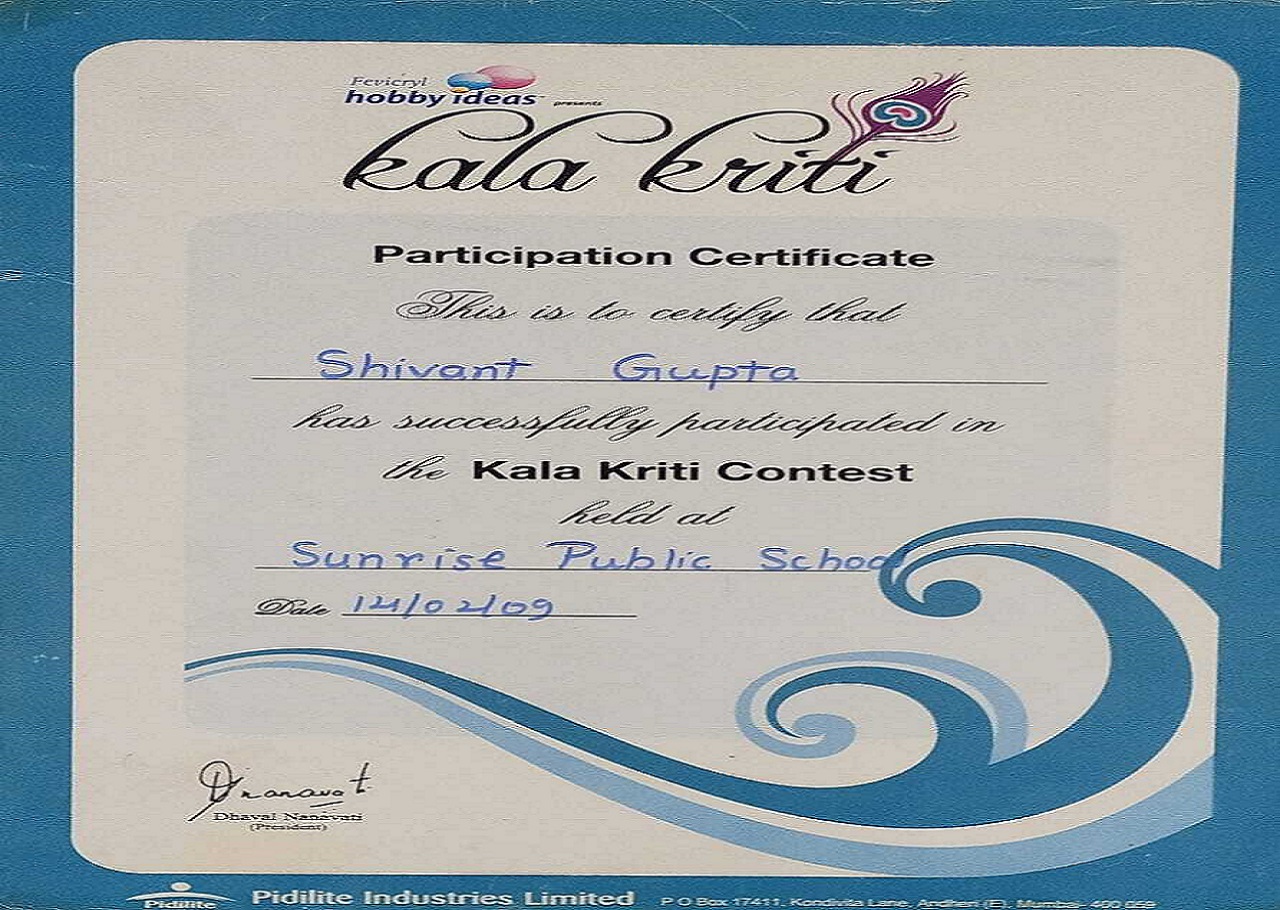 Fevicryl
hobby ideas presents
kala kriti
Participation Certificate
This is to certify that
Shivant Gupta
has successfully participated in
the Kala Kriti Contest
held at
Sunrise Public School
Date 14/02/09
Dhaval Nanavati
(President)
Pidilite Pidilite Industries Limited P O Box 17411, Kondivita Lane, Andheri (E), Mumbai- 400 059